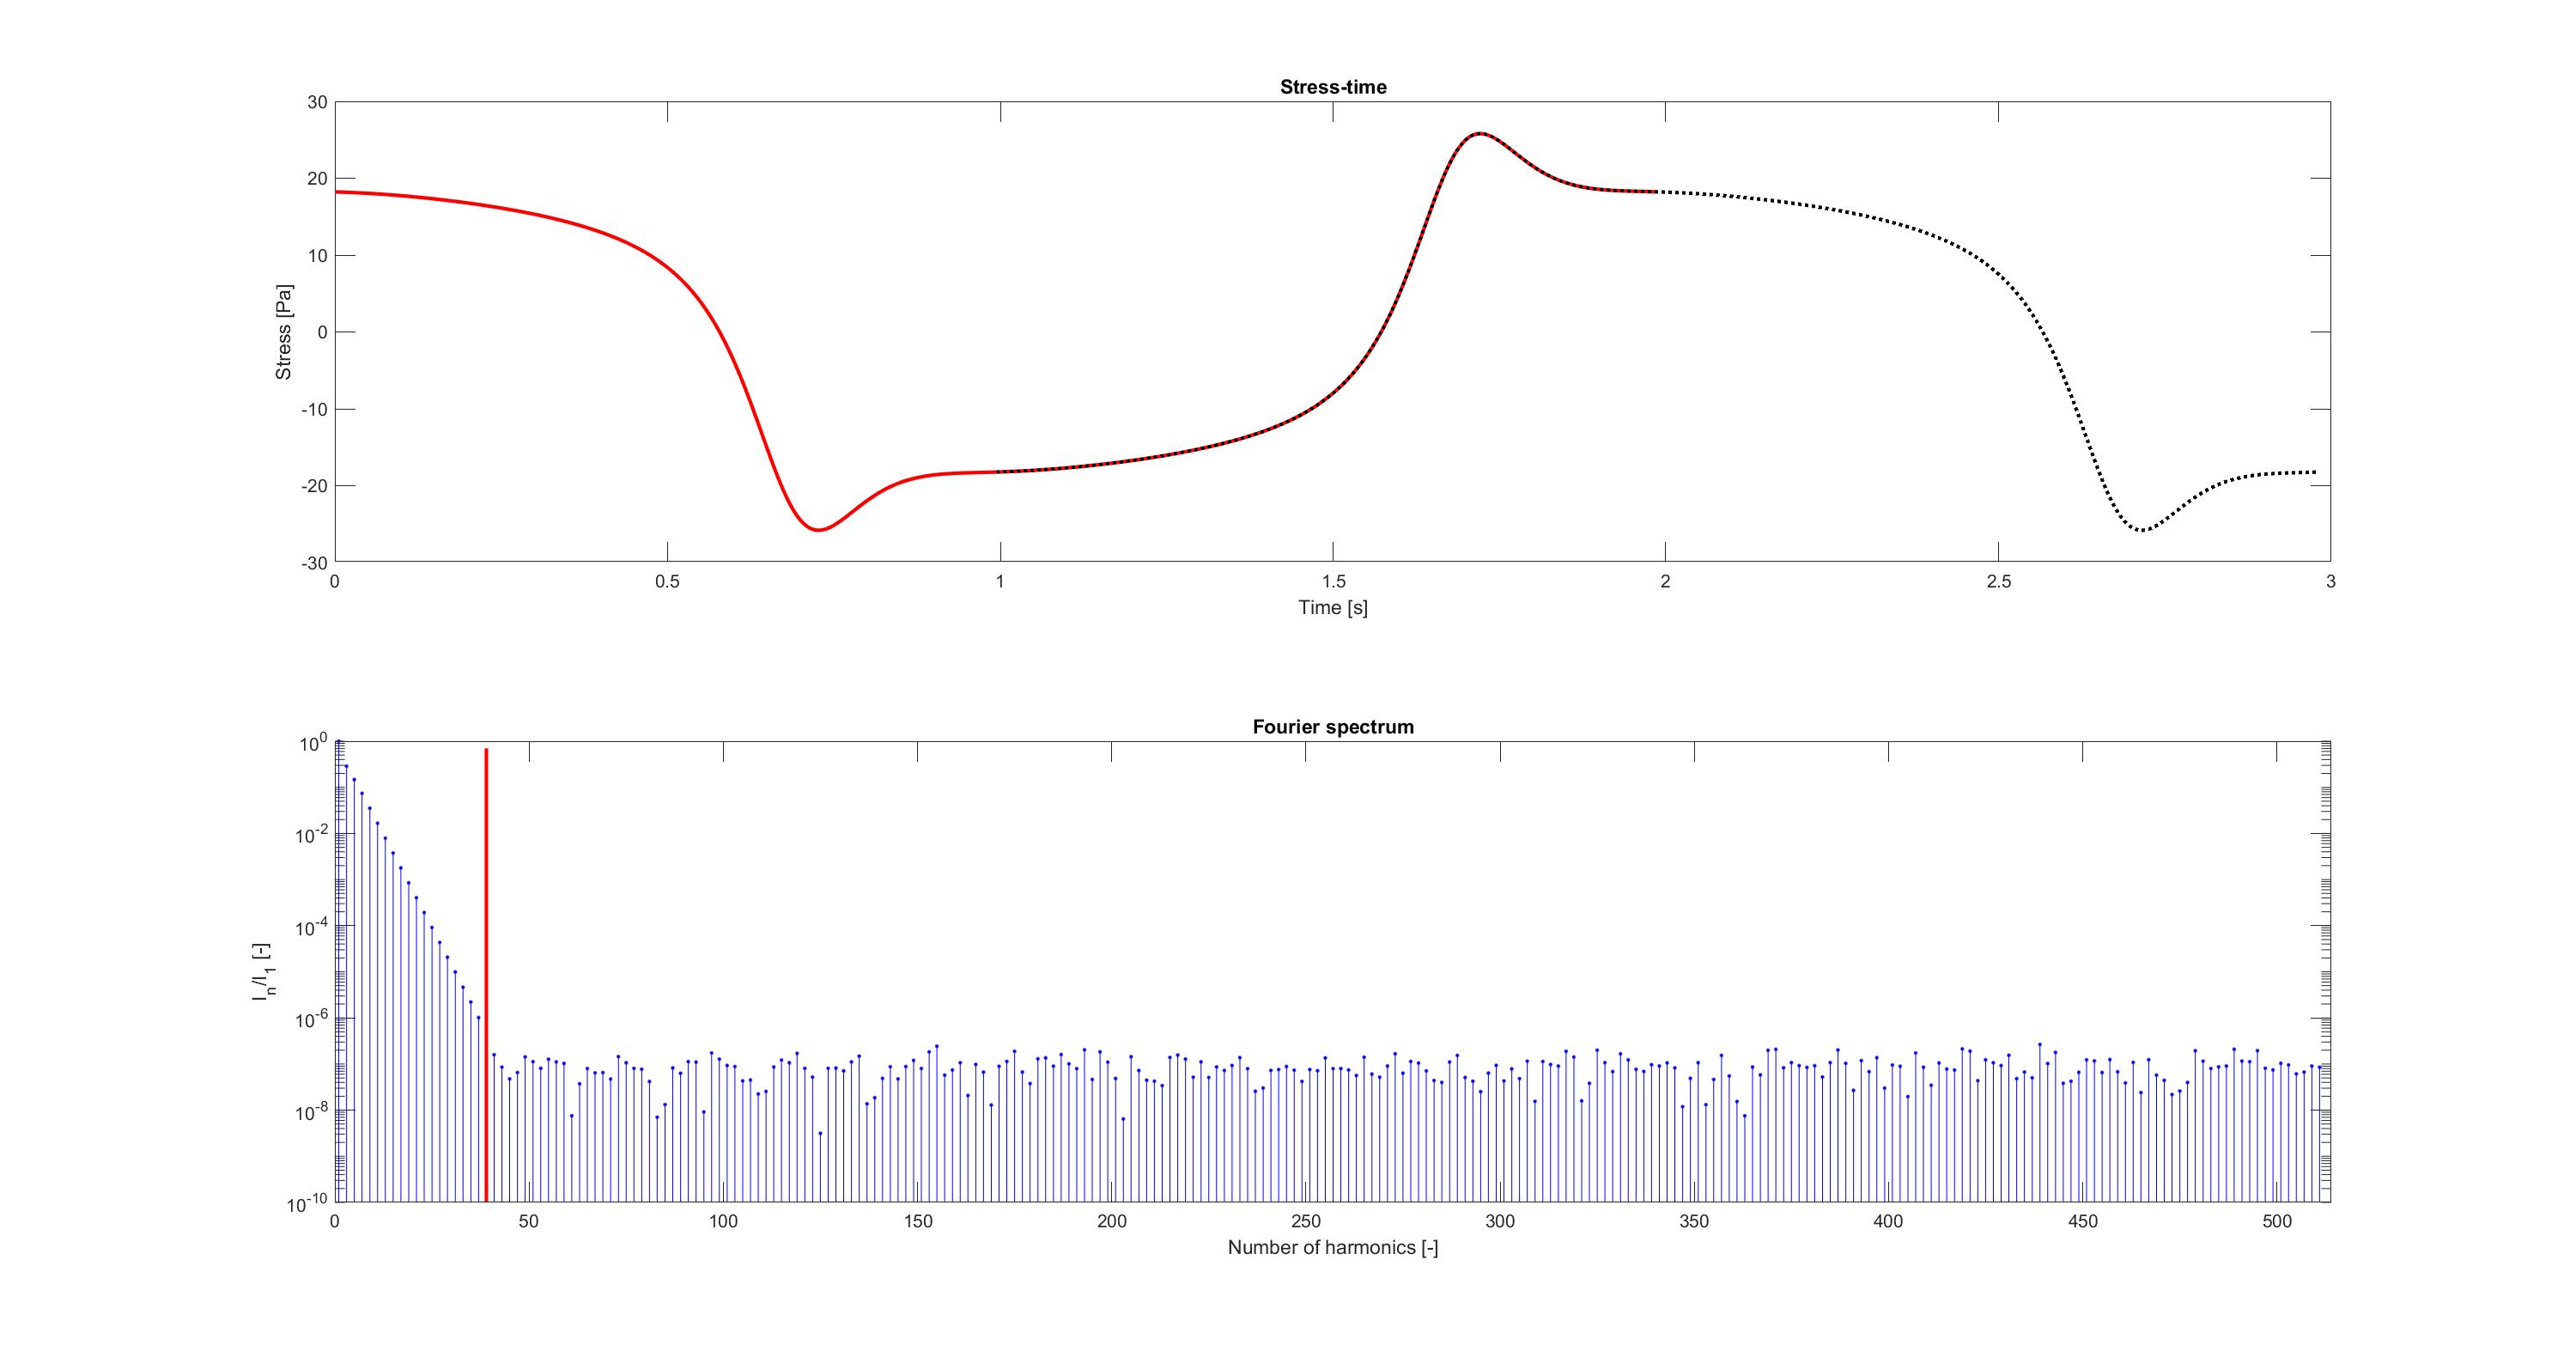 Stress-time
30
20
10
0
-10
-20
-30
Stress [Pa]
0 0.5 1 1.5 2 2.5 3
Time [s]
Fourier spectrum
10^0
10^-2
10^-4
10^-6
10^-8
10^-10
I_n/I_1 [-]
0 50 100 150 200 250 300 350 400 450 500
Number of harmonics [-]